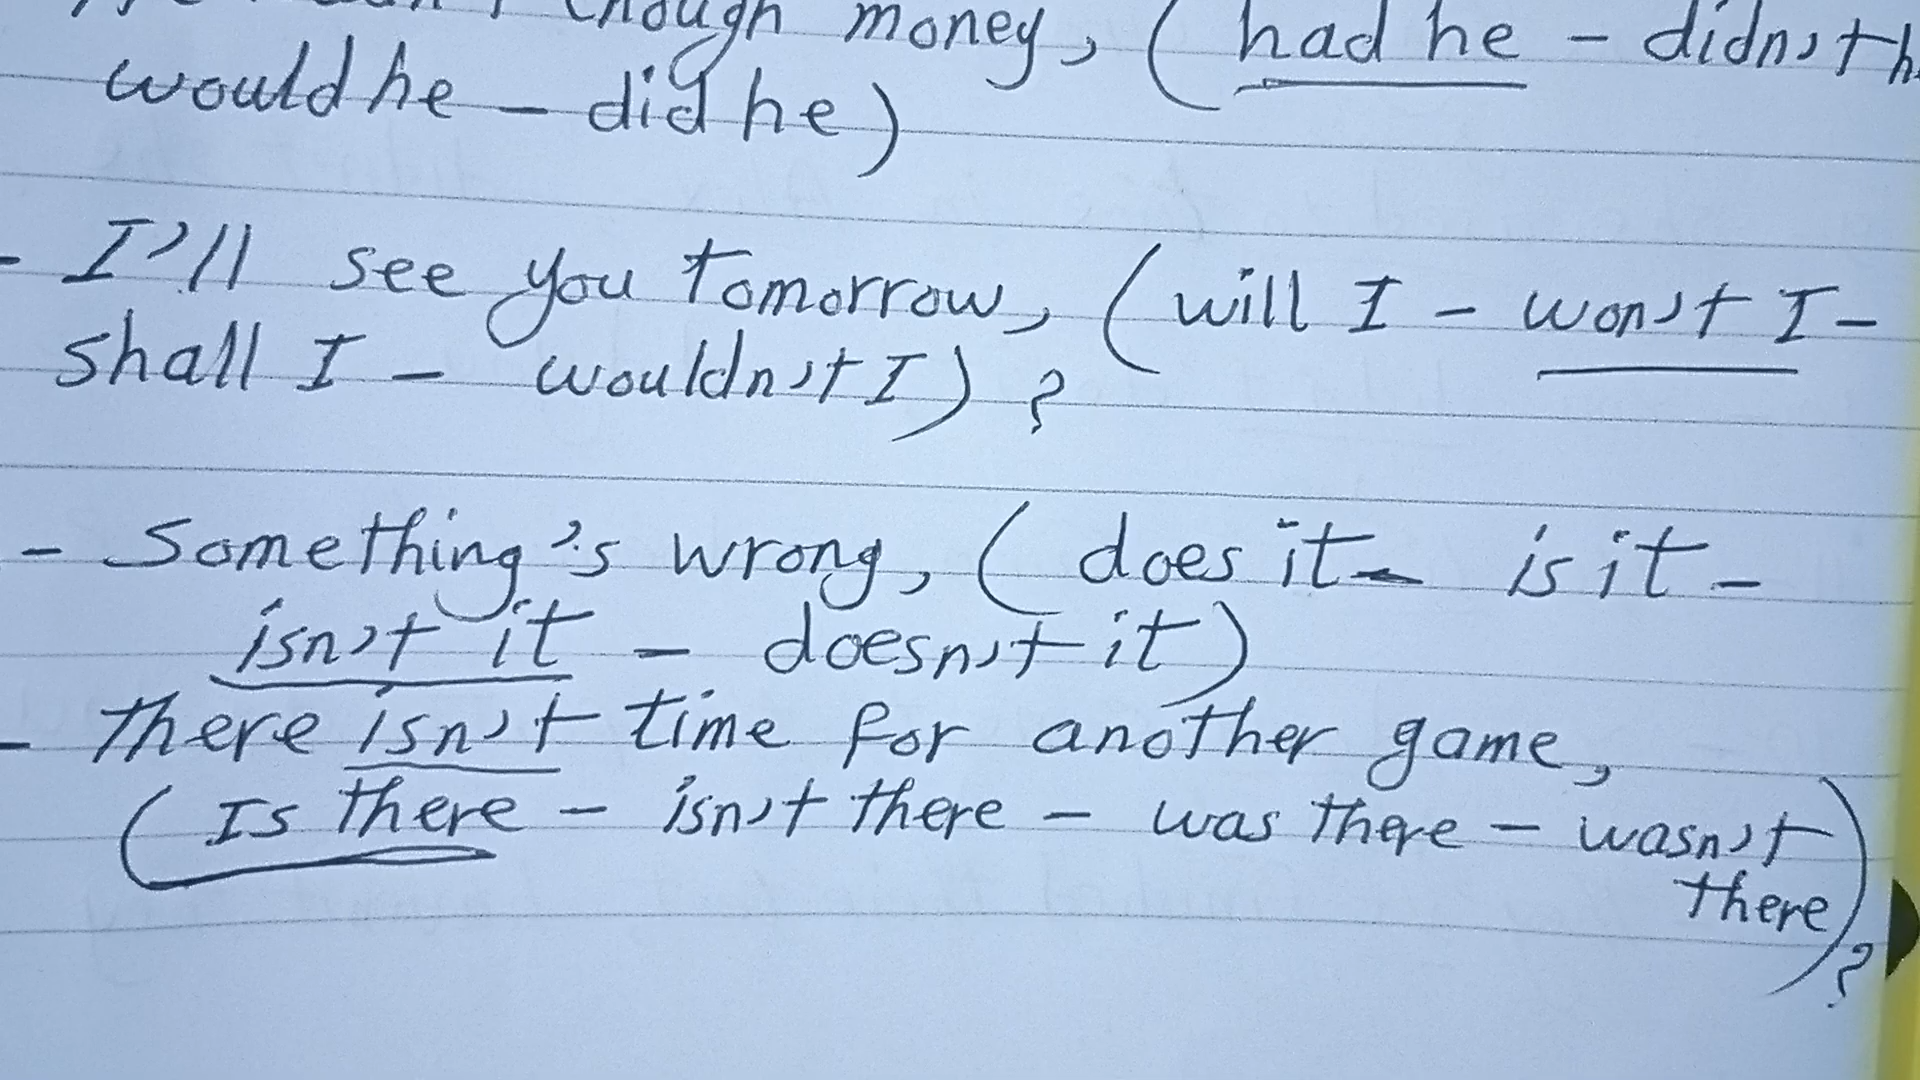 enough money, (had he - didn't
would he - did he)
- I'll see you tomorrow, (will I - won't I -
shall I - wouldn't I) ?
- Something's wrong, ( does it - is it -
isn't it - doesn't it)
- there isn't time for another game,
( Is there - isn't there - was there - wasn't
there) ?